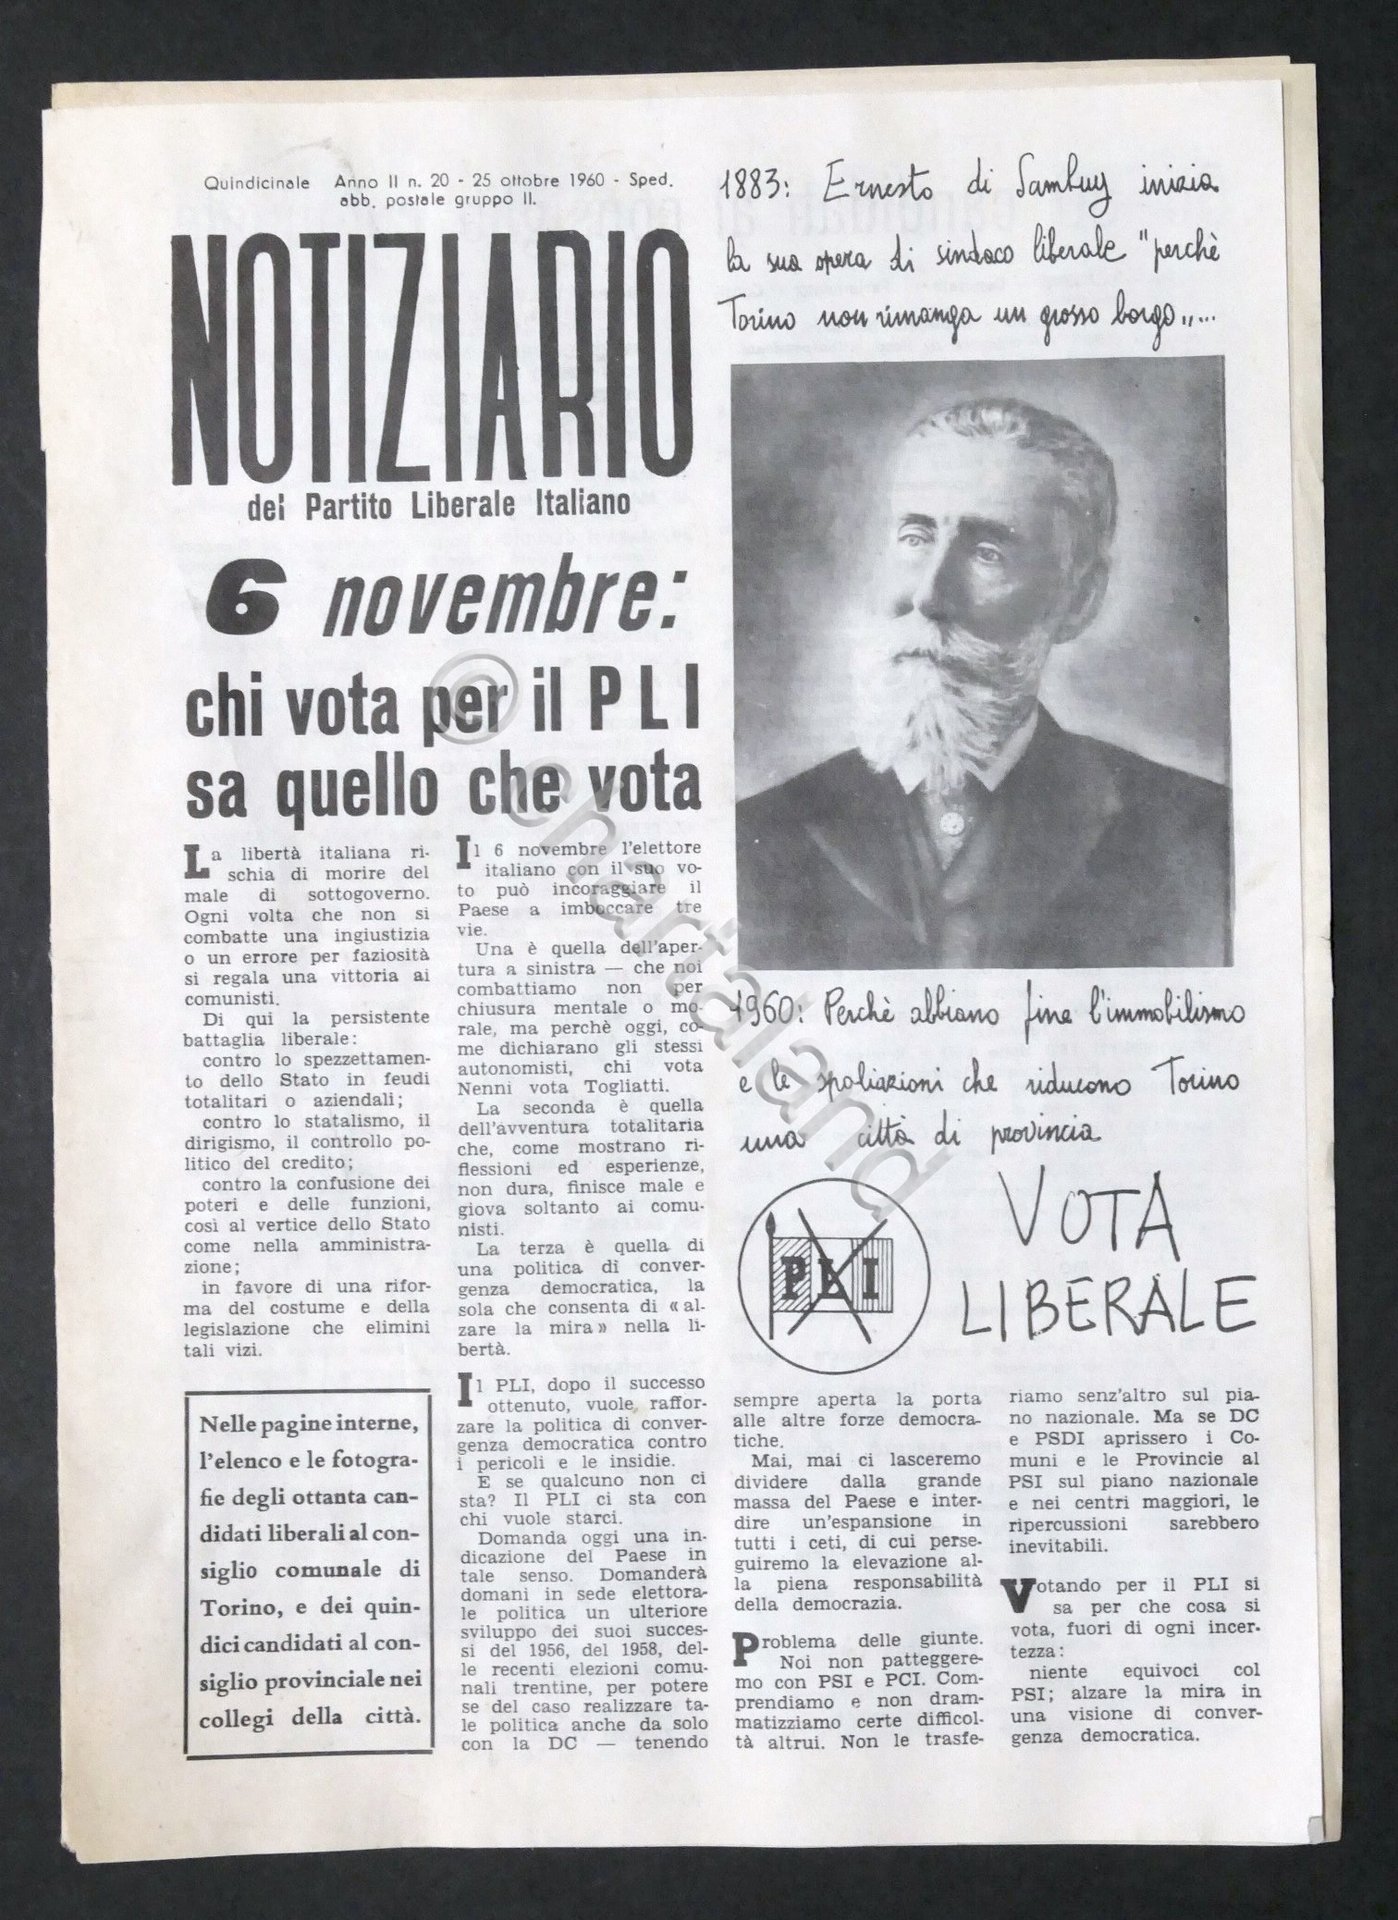 Quindicinale Anno II n. 20 - 25 ottobre 1960 - Sped.
abb. postale gruppo II.
NOTIZIARIO
del Partito Liberale Italiano
6 novembre:
chi vota per il PLI
sa quello che vota
La libertà italiana ri-
schia di morire del
male di sottogoverno.
Ogni volta che non si
combatte una ingiustizia
o un errore per faziosità
si regala una vittoria ai
comunisti.
Di qui la persistente
battaglia liberale:
contro lo spezzettamen-
to dello Stato in feudi
totalitari o aziendali;
contro lo statalismo, il
dirigismo, il controllo po-
litico del credito;
contro la confusione dei
poteri e delle funzioni,
così al vertice dello Stato
come nella amministra-
zione;
in favore di una rifor-
ma del costume e della
legislazione che elimini
tali vizi.
Nelle pagine interne,
l'elenco e le fotogra-
fie degli ottanta can-
didati liberali al con-
siglio comunale di
Torino, e dei quin-
dici candidati al con-
siglio provinciale nei
collegi della città.
Il 6 novembre l'elettore
italiano con il suo vo-
to può incoraggiare il
Paese a imboccare tre
vie.
Una è quella dell'aper-
tura a sinistra — che noi
combattiamo non per
chiusura mentale o mo-
rale, ma perchè oggi, co-
me dichiarano gli stessi
autonomisti, chi vota
Nenni vota Togliatti.
La seconda è quella
dell'avventura totalitaria
che, come mostrano ri-
flessioni ed esperienze,
non dura, finisce male e
giova soltanto ai comu-
nisti.
La terza è quella di
una politica di conver-
genza democratica, la
sola che consenta di « al-
zare la mira » nella li-
bertà.
Il PLI, dopo il successo
ottenuto, vuole, raffor-
zare la politica di conver-
genza democratica contro
i pericoli e le insidie.
E se qualcuno non ci
sta? Il PLI ci sta con
chi vuole starci.
Domanda oggi una in-
dicazione del Paese in
tale senso. Domanderà
domani in sede elettora-
le politica un ulteriore
sviluppo dei suoi succes-
si del 1956, del 1958, del-
le recenti elezioni comu-
nali trentine, per potere
se del caso realizzare ta-
le politica anche da solo
con la DC — tenendo
1883: Ernesto di Sambuy inizia
la sua opera di sindaco liberale "perchè
Torino non rimanga un grosso borgo„...
1960: Perchè abbiano fine l'immobilismo
e le spoliazioni che riducono Torino
una città di provincia
PLI
VOTA
LIBERALE
sempre aperta la porta
alle altre forze democra-
tiche.
Mai, mai ci lasceremo
dividere dalla grande
massa del Paese e inter-
dire un'espansione in
tutti i ceti, di cui perse-
guiremo la elevazione al-
la piena responsabilità
della democrazia.
Problema delle giunte.
Noi non patteggere-
mo con PSI e PCI. Com-
prendiamo e non dram-
matizziamo certe difficol-
tà altrui. Non le trasfe-
riamo senz'altro sul pia-
no nazionale. Ma se DC
e PSDI aprissero i Co-
muni e le Provincie al
PSI sul piano nazionale
e nei centri maggiori, le
ripercussioni sarebbero
inevitabili.
Votando per il PLI si
sa per che cosa si
vota, fuori di ogni incer-
tezza:
niente equivoci col
PSI; alzare la mira in
una visione di conver-
genza democratica.
© chartaland